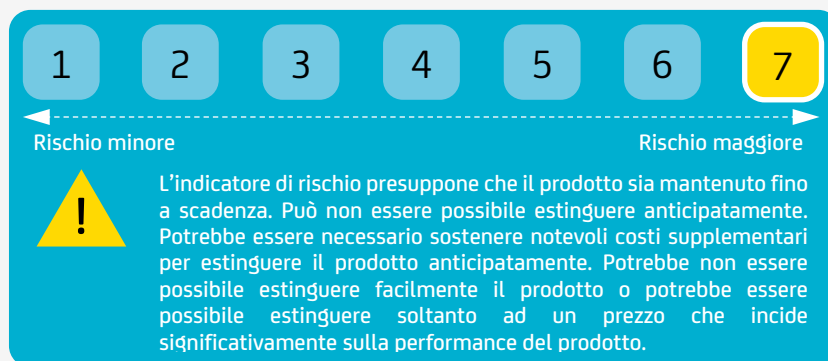 1 2 3 4 5 6 7
Rischio minore Rischio maggiore
!
L'indicatore di rischio presuppone che il prodotto sia mantenuto fino
a scadenza. Può non essere possibile estinguere anticipatamente.
Potrebbe essere necessario sostenere notevoli costi supplementari
per estinguere il prodotto anticipatamente. Potrebbe non essere
possibile estinguere facilmente il prodotto o potrebbe essere
possibile estinguere soltanto ad un prezzo che incide
significativamente sulla performance del prodotto.